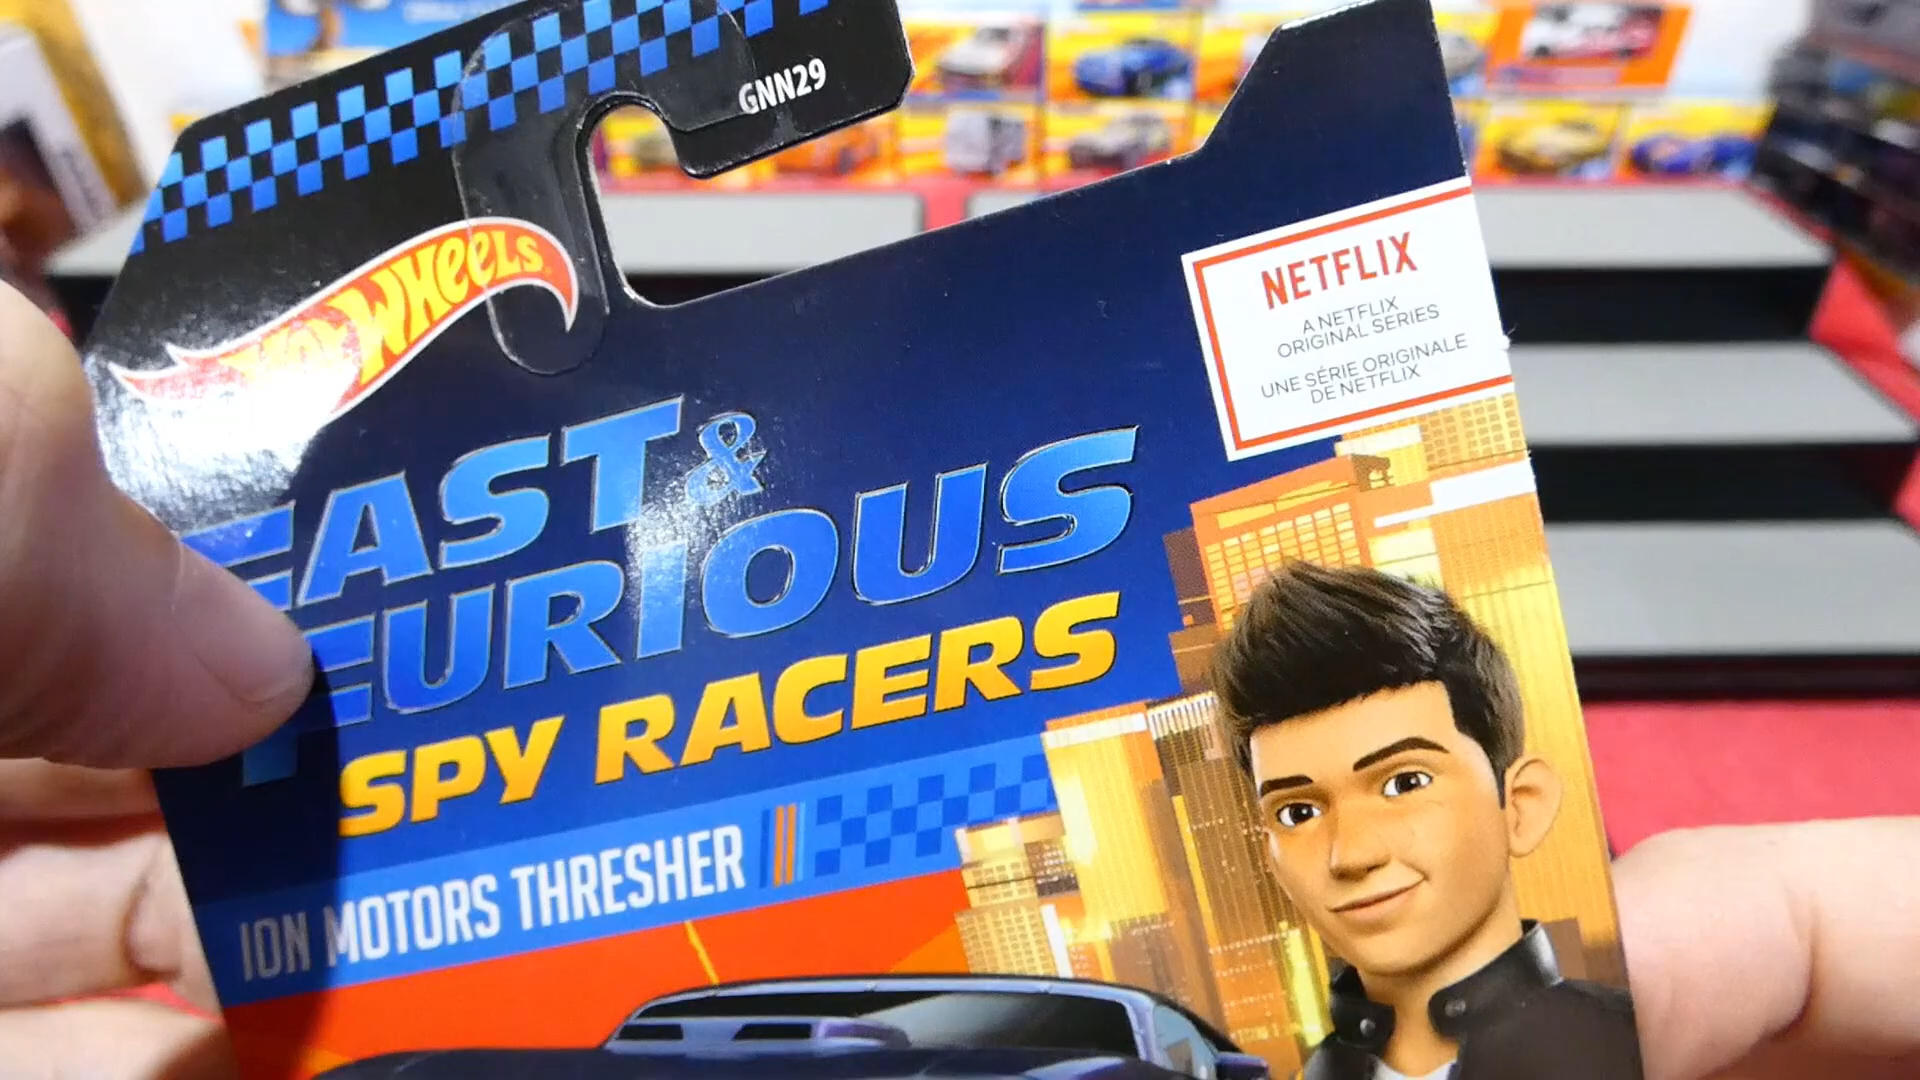 GNN29
HOT WHEELS
NETFLIX
A NETFLIX
ORIGINAL SERIES
UNE SÉRIE ORIGINALE
DE NETFLIX
FAST &
FURIOUS
SPY RACERS
ION MOTORS THRESHER